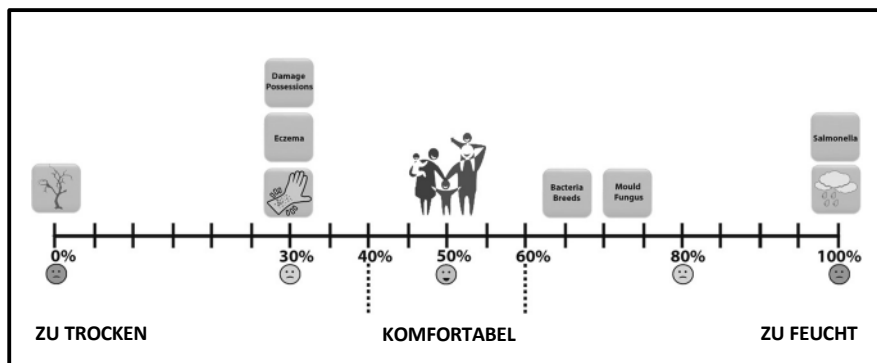 Damage
Possessions
Eczema
Salmonella
Bacteria
Breeds
Mould
Fungus
0% 30% 40% 50% 60% 80% 100%
ZU TROCKEN KOMFORTABEL ZU FEUCHT